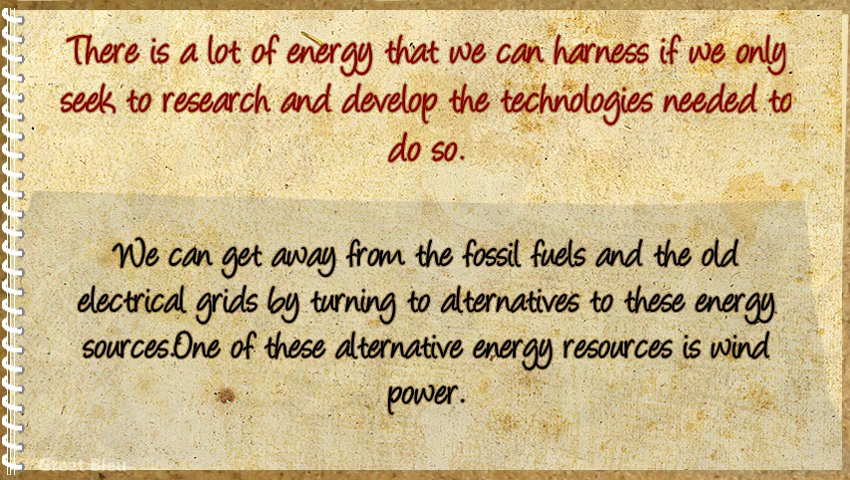 There is a lot of energy that we can harness if we only
seek to research and develop the technologies needed to
do so.
We can get away from the fossil fuels and the old
electrical grids by turning to alternatives to these energy
sources.One of these alternative energy resources is wind
power.
Great Bleu